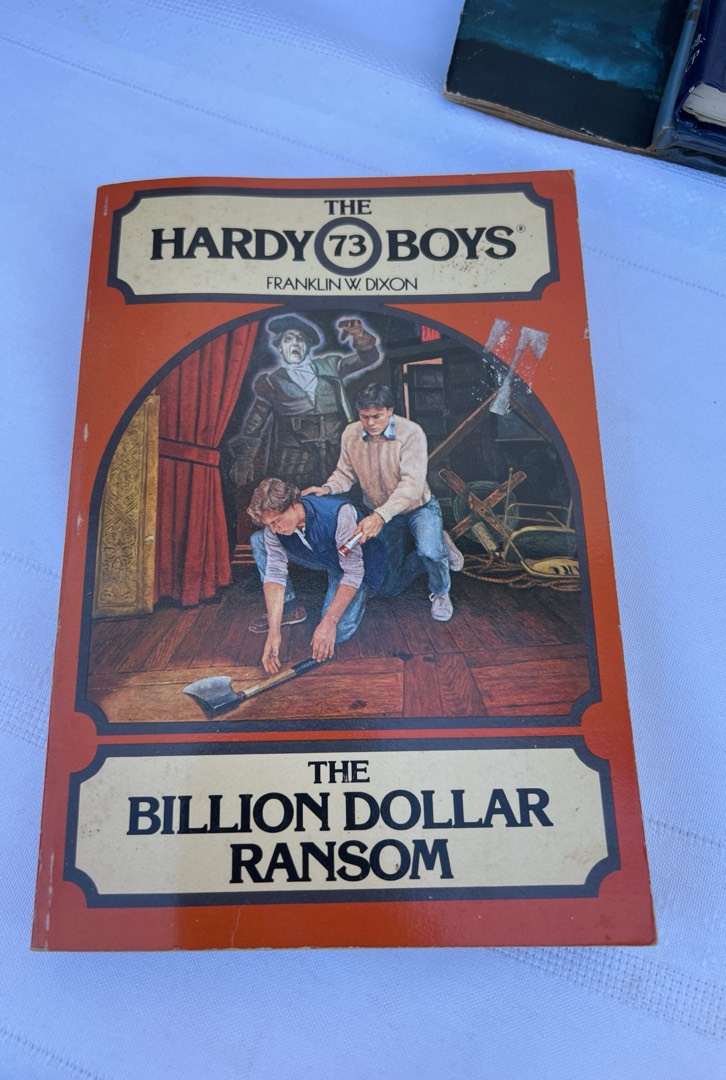 THE
HARDY 73 BOYS®
FRANKLIN W. DIXON
THE
BILLION DOLLAR
RANSOM